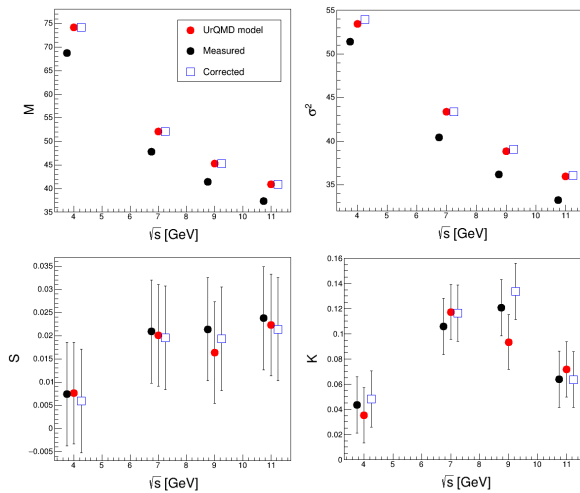 M
75
70
65
60
55
50
45
40
35
UrQMD model
Measured
Corrected
4 5 6 7 8 9 10 11
√s [GeV]
σ²
55
50
45
40
35
4 5 6 7 8 9 10 11
√s [GeV]
S
0.035
0.03
0.025
0.02
0.015
0.01
0.005
0
−0.005
4 5 6 7 8 9 10 11
√s [GeV]
K
0.16
0.14
0.12
0.1
0.08
0.06
0.04
0.02
0
4 5 6 7 8 9 10 11
√s [GeV]